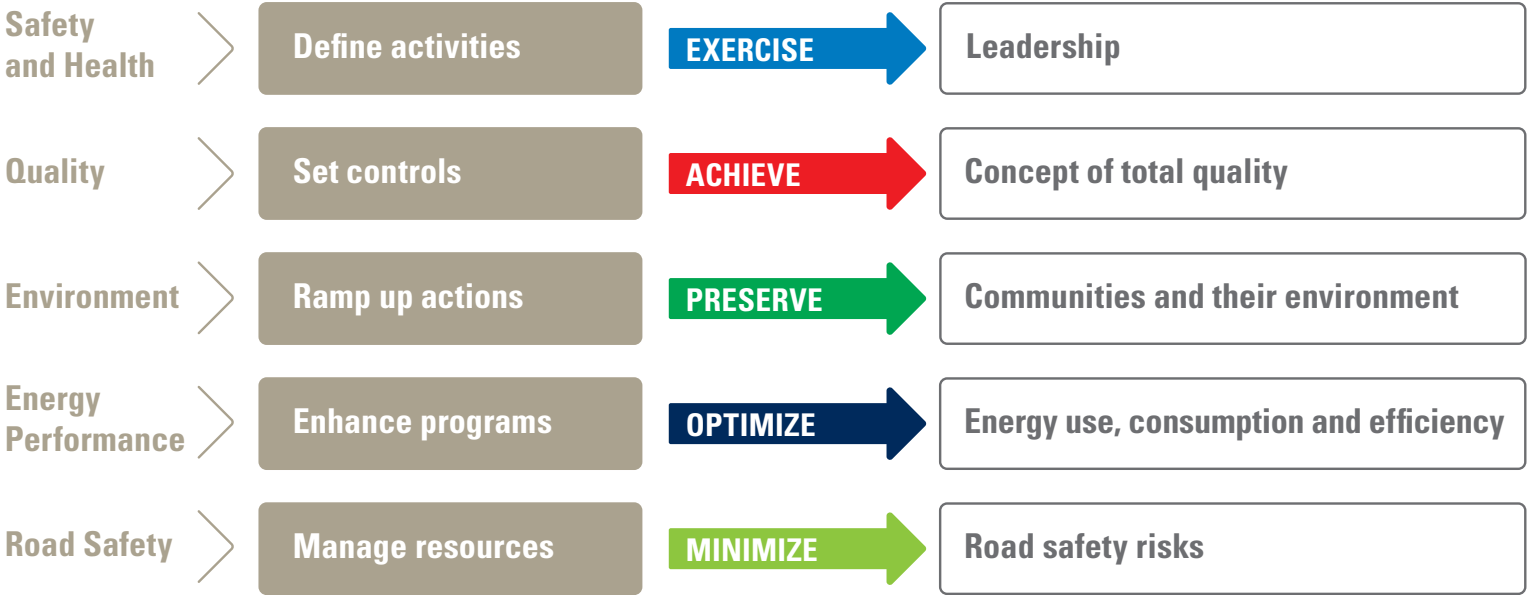 Safety
and Health
Define activities
EXERCISE
Leadership
Quality
Set controls
ACHIEVE
Concept of total quality
Environment
Ramp up actions
PRESERVE
Communities and their environment
Energy
Performance
Enhance programs
OPTIMIZE
Energy use, consumption and efficiency
Road Safety
Manage resources
MINIMIZE
Road safety risks